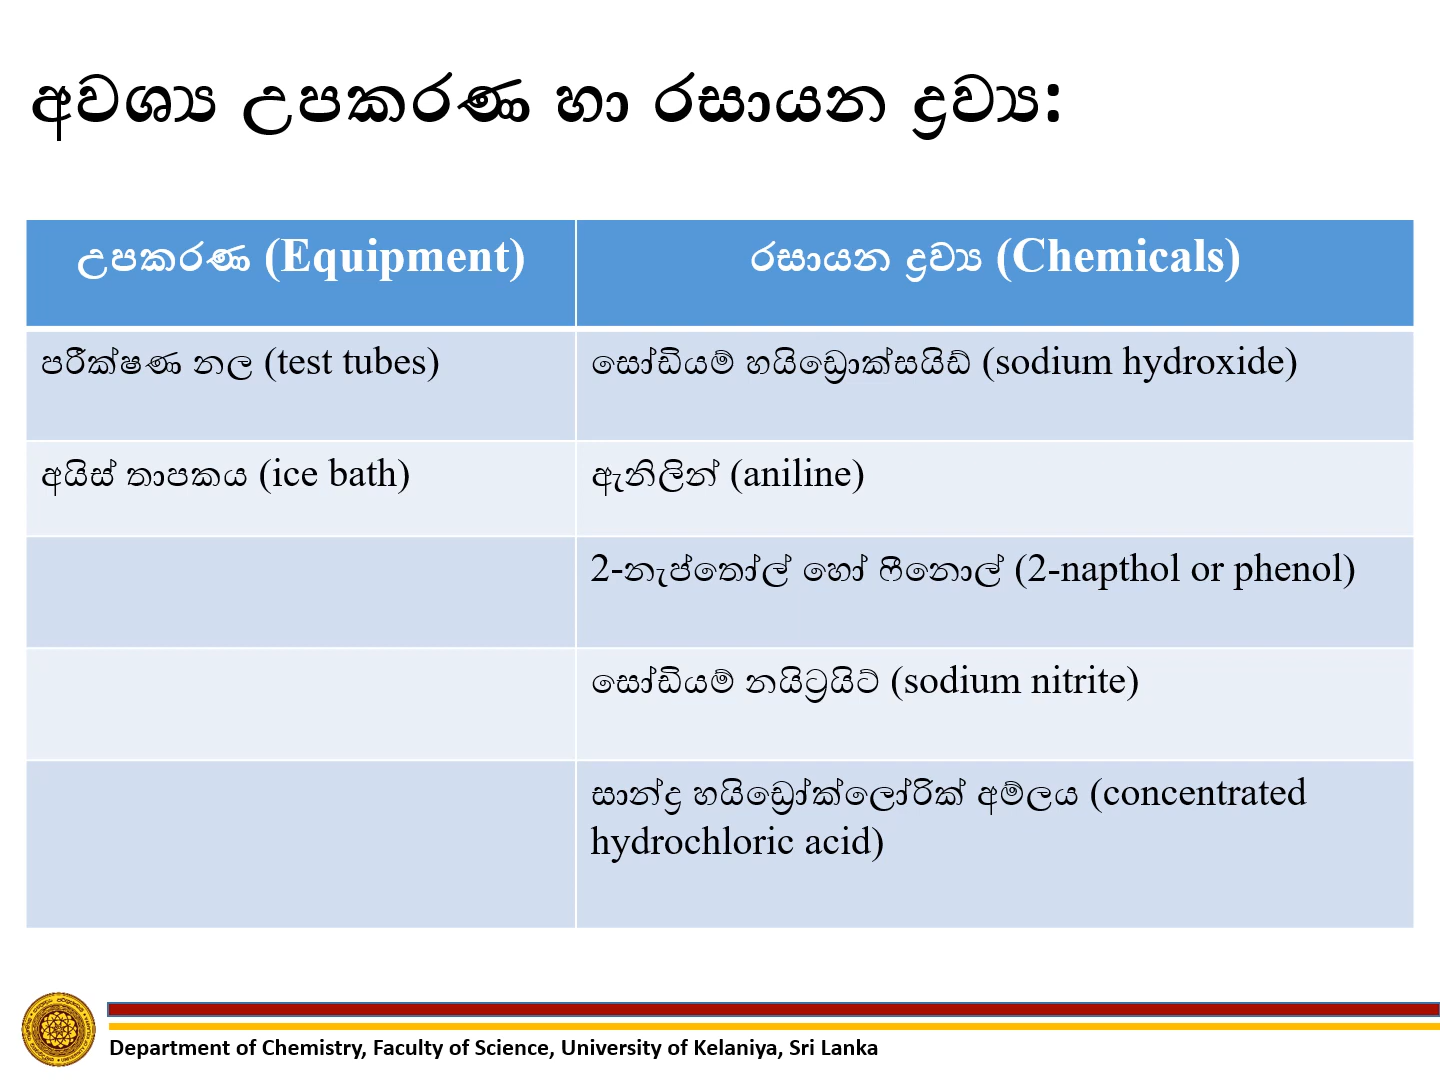 අවශ්‍ය උපකරණ හා රසායන ද්‍රව්‍ය:
උපකරණ (Equipment)
රසායන ද්‍රව්‍ය (Chemicals)
පරීක්ෂණ නල (test tubes)
සෝඩියම් හයිඩ්‍රොක්සයිඩ් (sodium hydroxide)
අයිස් තාපකය (ice bath)
ඇනිලින් (aniline)
2-නැප්තෝල් හෝ ෆීනොල් (2-napthol or phenol)
සෝඩියම් නයිට්‍රයිට් (sodium nitrite)
සාන්ද්‍ර හයිඩ්‍රෝක්ලෝරික් අම්ලය (concentrated
hydrochloric acid)
Department of Chemistry, Faculty of Science, University of Kelaniya, Sri Lanka